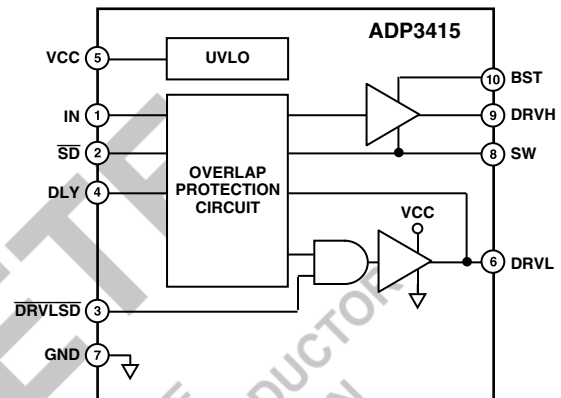 ADP3415
VCC 5
UVLO
10 BST
IN 1
9 DRVH
SD 2
8 SW
OVERLAP
PROTECTION
CIRCUIT
DLY 4
VCC
6 DRVL
DRVLSD 3
GND 7
DUCTOR